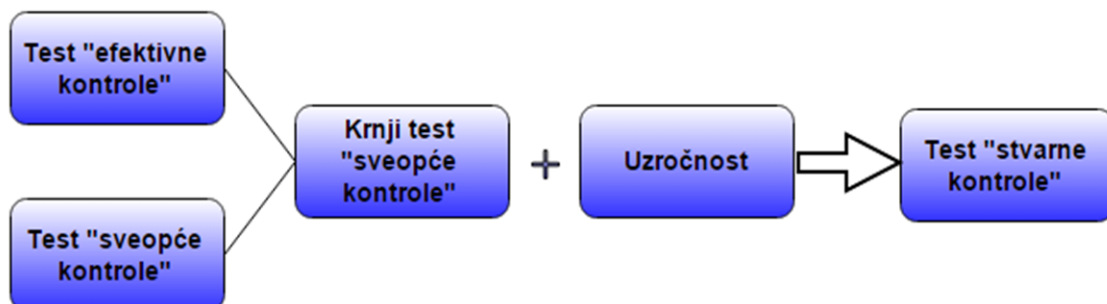 Test "efektivne
kontrole"
Test "sveopće
kontrole"
Krnji test
"sveopće
kontrole"
+
Uzročnost
Test "stvarne
kontrole"